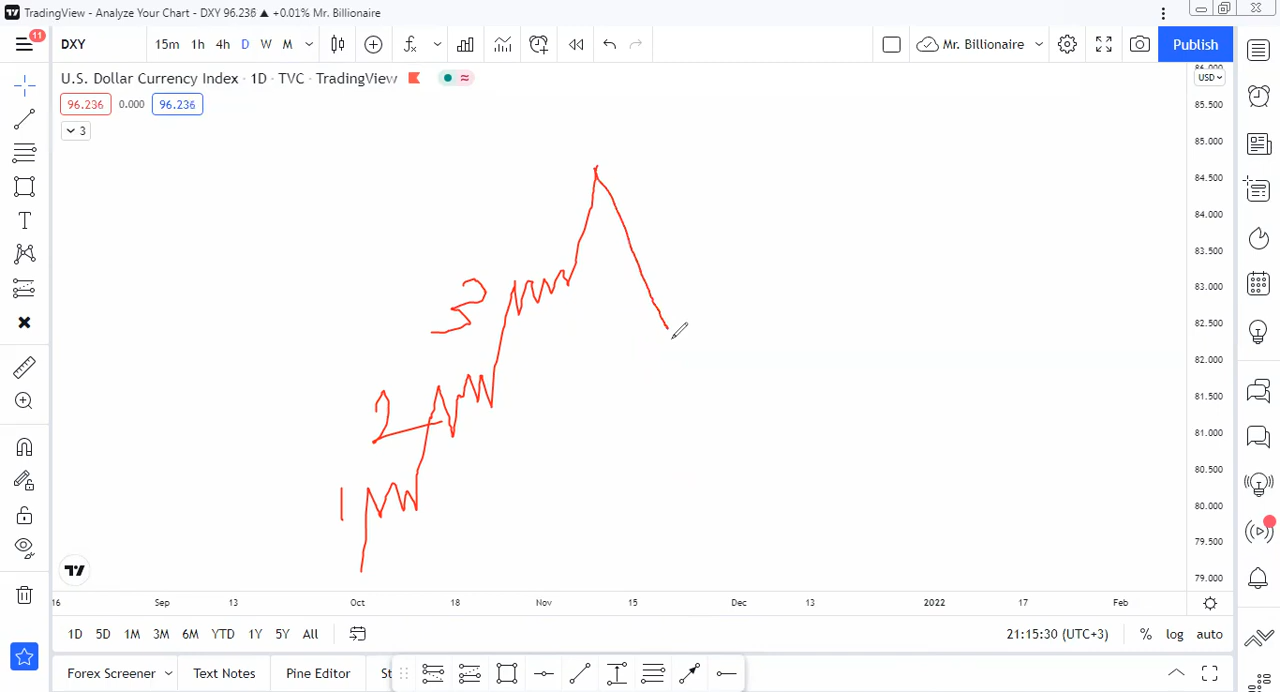 TradingView - Analyze Your Chart - DXY 96.236 ▲ +0.01% Mr. Billionaire
11
DXY 15m 1h 4h D W M Mr. Billionaire Publish
U.S. Dollar Currency Index · 1D · TVC · TradingView
96.236 0.000 96.236
3
86.000
USD
85.500
85.000
84.500
84.000
83.500
83.000
82.500
82.000
81.500
81.000
80.500
80.000
79.500
79.000
3
2
1
16 Sep 13 Oct 18 Nov 15 Dec 13 2022 17 Feb
1D 5D 1M 3M 6M YTD 1Y 5Y All 21:15:30 (UTC+3) % log auto
Forex Screener Text Notes Pine Editor St